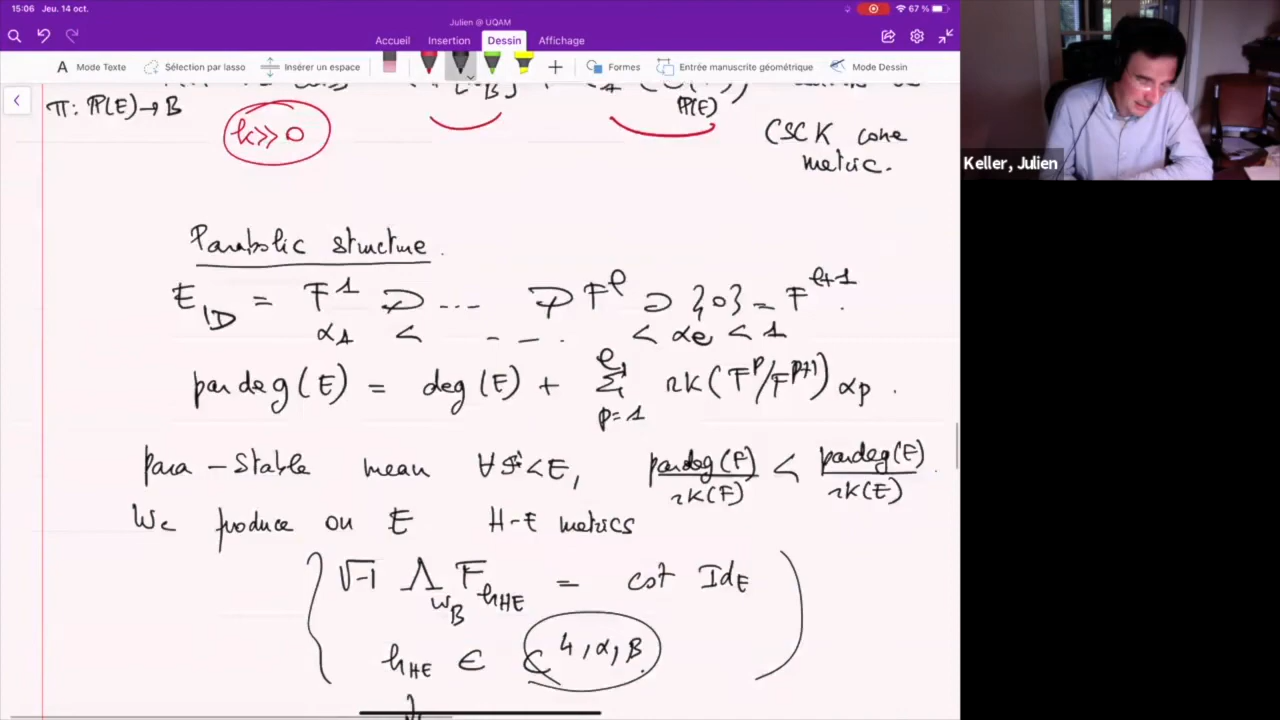 15:06 Jeu. 14 oct.
67 %
Julien @ UQAM
Accueil Insertion Dessin Affichage
Mode Texte Sélection par lasso Insérer un espace Formes Entrée manuscrite géométrique Mode Dessin
π: P(E)→B
k>>0
P(E)
CSCK cone
metric.
Keller, Julien
Parabolic structure.
E|D = F^1 ⊋ ... ⊋ F^l ⊃ {0} = F^{l+1}.
α1 < ... < αl < 1
pardeg(E) = deg(E) + Σ_{p=1}^{l} rk(F^p/F^{p+1}) αp.
para-stable mean ∀ F < E, pardeg(F)/rk(F) < pardeg(E)/rk(E).
We produce on E H-E metrics
√-1 Λ_{ωB} F_{hHE} = cst Id_E
hHE ∈ C^{4,α,β}